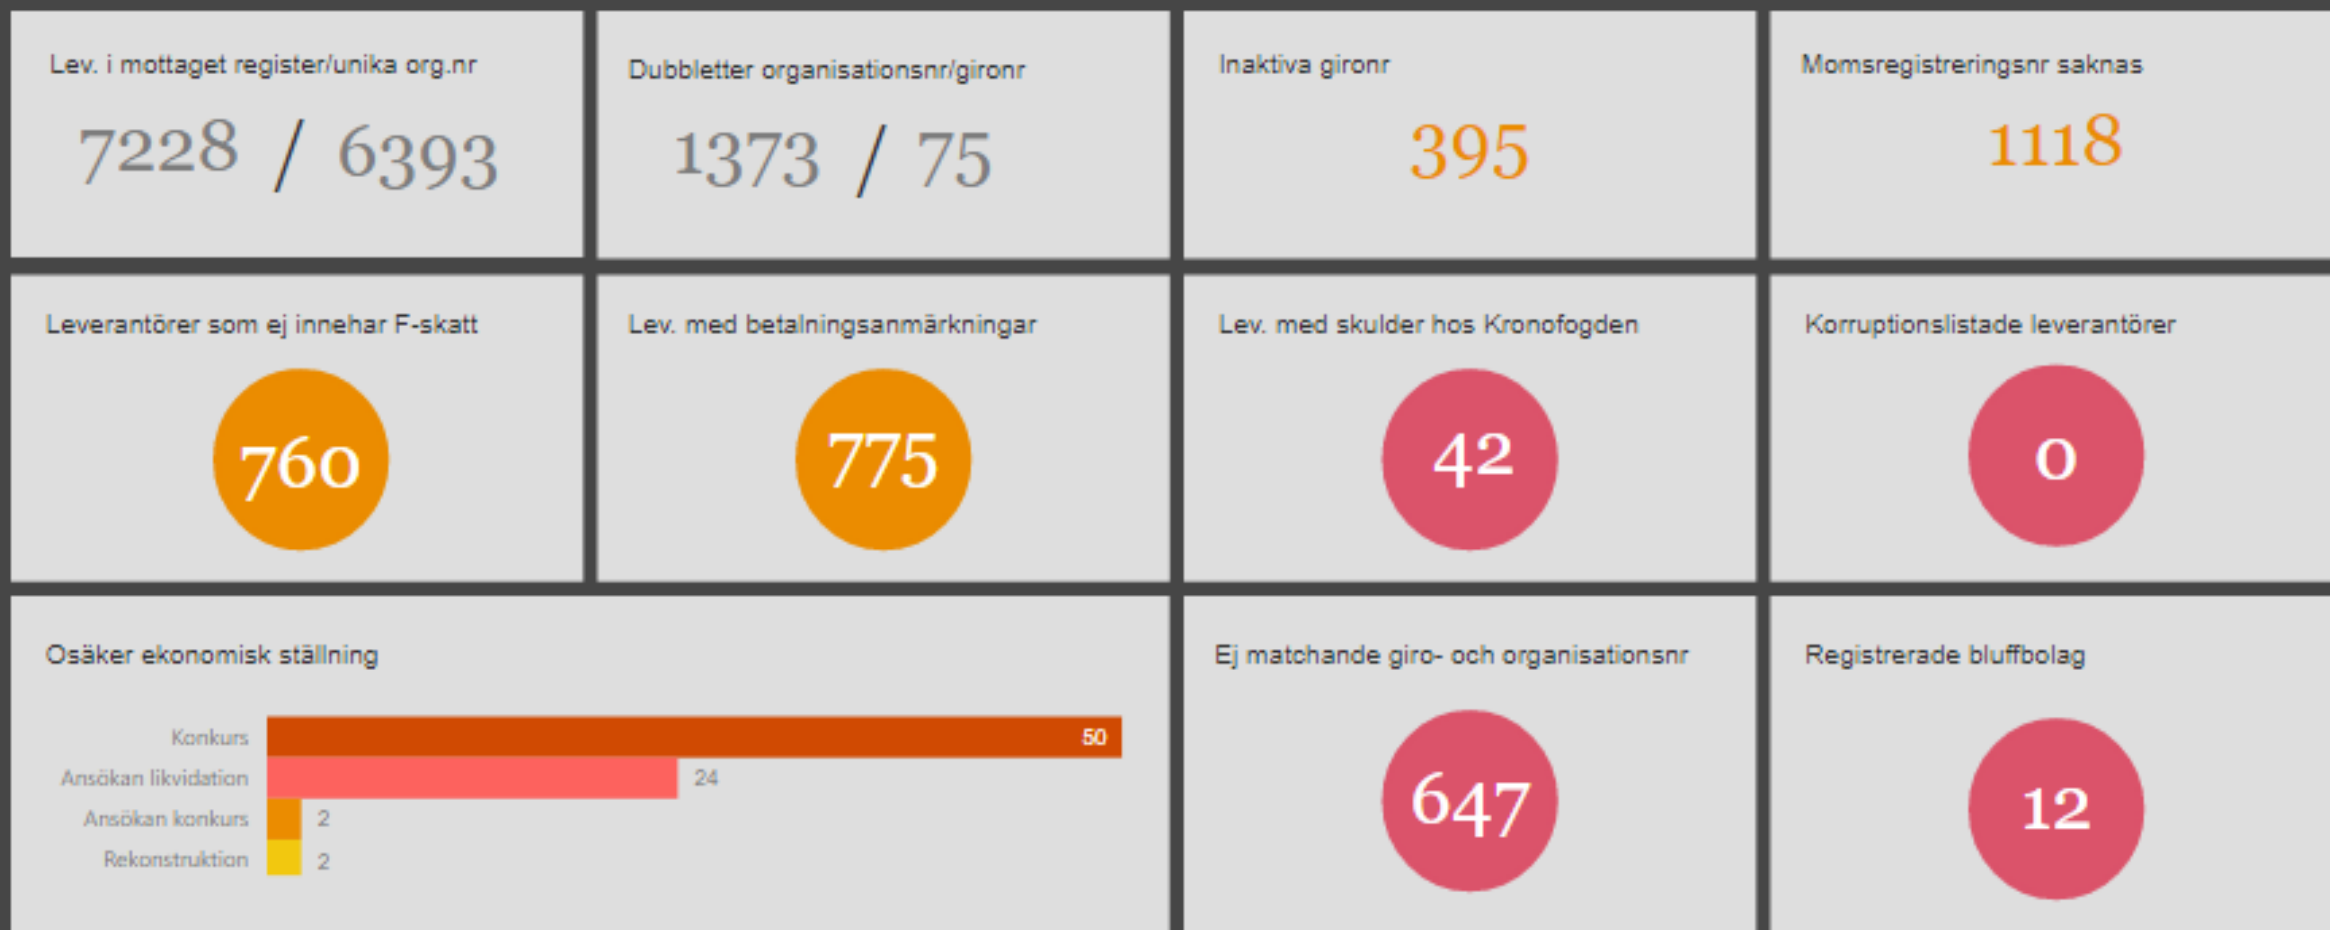 Lev. i mottaget register/unika org.nr
7228 / 6393
Dubbletter organisationsnr/gironr
1373 / 75
Inaktiva gironr
395
Momsregistreringsnr saknas
1118
Leverantörer som ej innehar F-skatt
760
Lev. med betalningsanmärkningar
775
Lev. med skulder hos Kronofogden
42
Korruptionslistade leverantörer
0
Osäker ekonomisk ställning
Konkurs 50
Ansökan likvidation 24
Ansökan konkurs 2
Rekonstruktion 2
Ej matchande giro- och organisationsnr
647
Registrerade bluffbolag
12